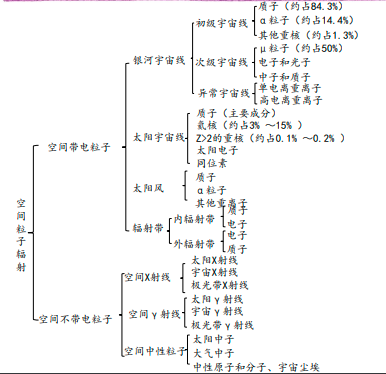 空间粒子辐射
空间带电粒子
银河宇宙线
初级宇宙线
质子（约占84.3%）
α粒子（约占14.4%）
其他重核（约占1.3%）
次级宇宙线
μ粒子（约占50%）
电子和光子
中子和质子
异常宇宙线
单电离重离子
高电离重离子
太阳宇宙线
质子（主要成分）
氦核（约占3% ～15% ）
Z>2的重核（约占0.1% ～0.2% ）
太阳电子
同位素
太阳风
质子
α粒子
其他重离子
辐射带
内辐射带
质子
电子
外辐射带
电子
质子
空间不带电粒子
空间X射线
太阳X射线
宇宙X射线
极光带X射线
空间γ射线
太阳γ射线
宇宙γ射线
极光带γ射线
空间中性粒子
太阳中子
大气中子
中性原子和分子、宇宙尘埃